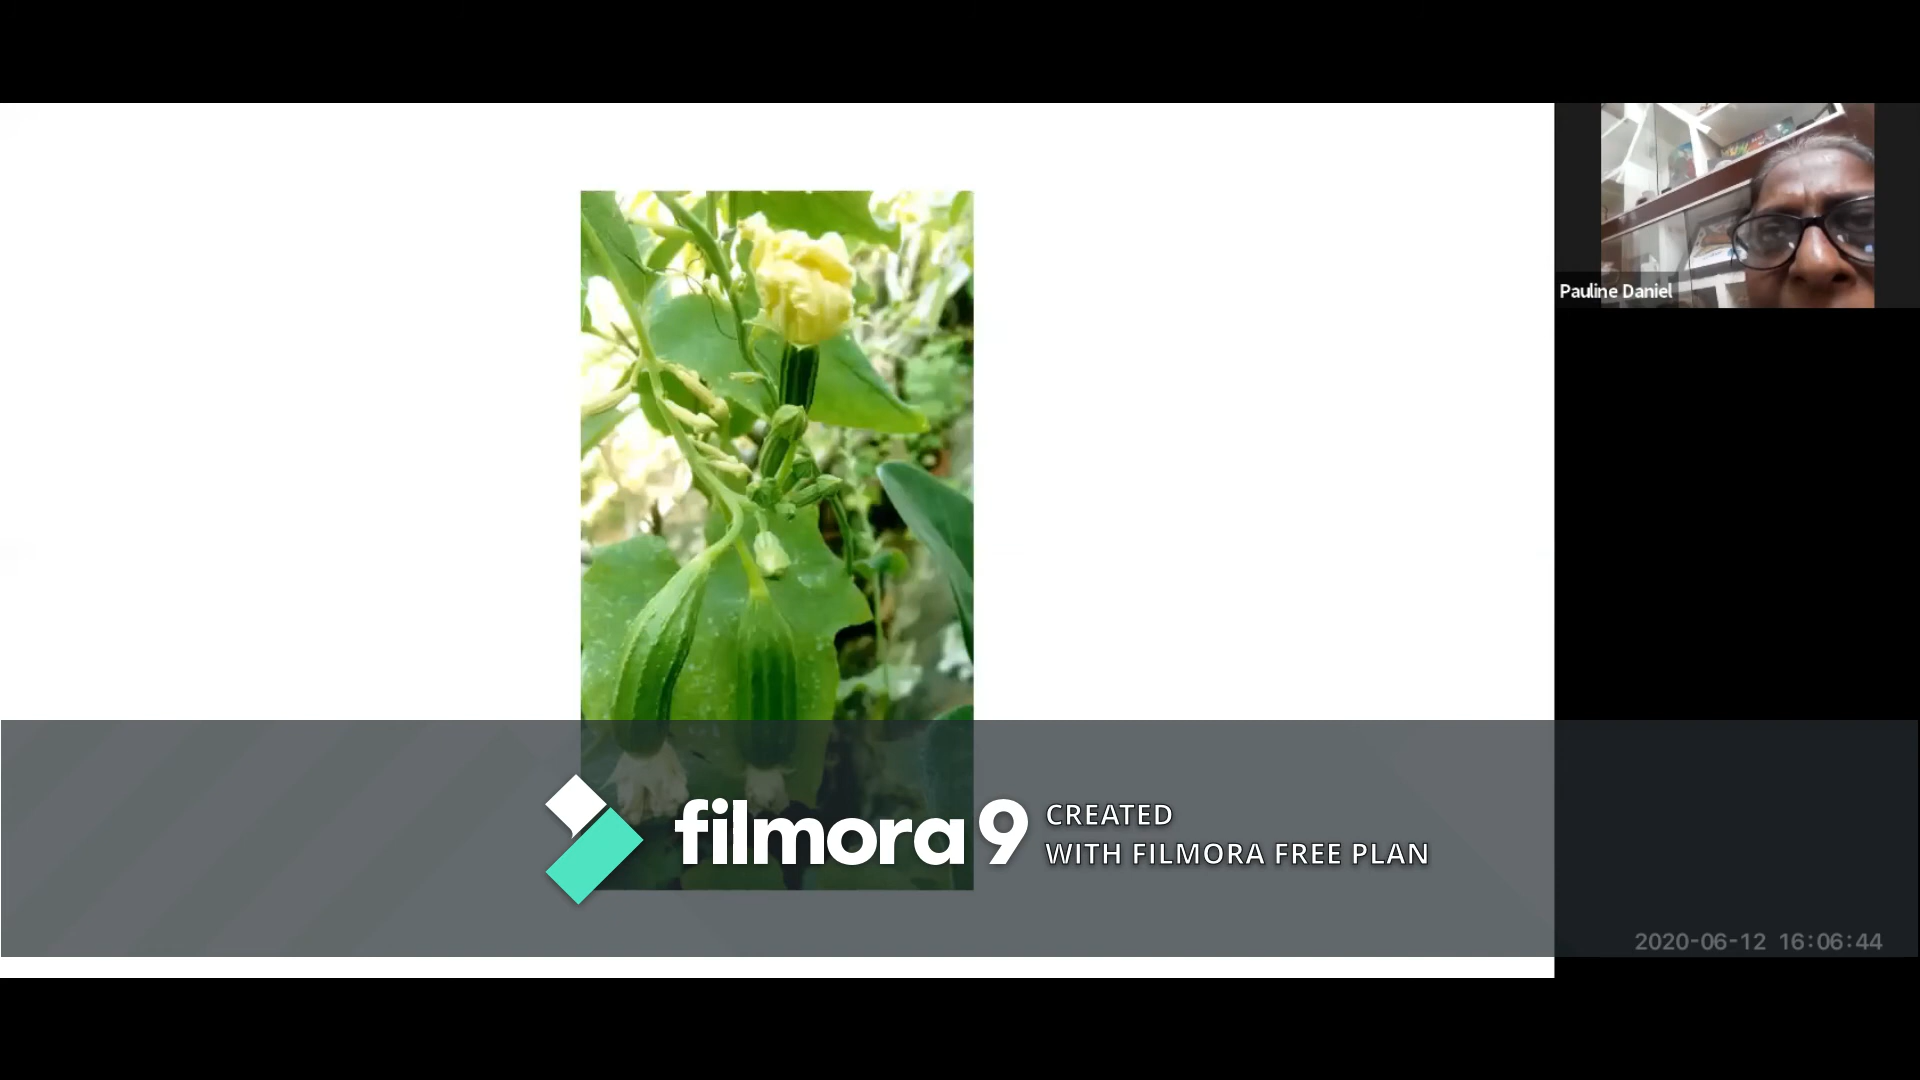 Pauline Daniel
filmora9
CREATED
WITH FILMORA FREE PLAN
2020-06-12 16:06:44